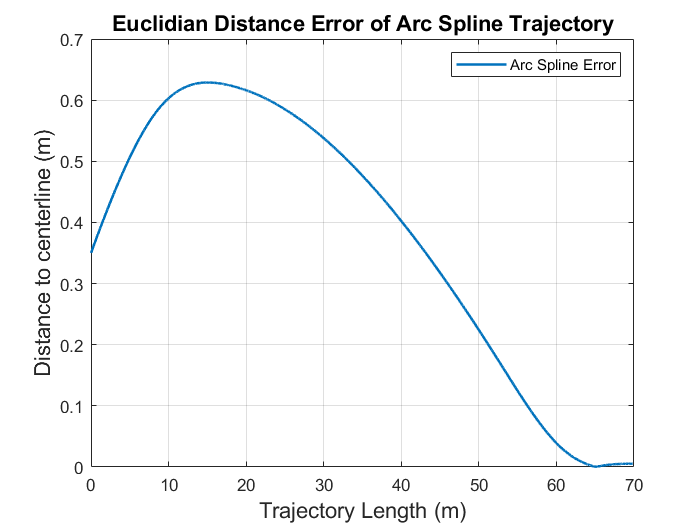 Euclidian Distance Error of Arc Spline Trajectory
Arc Spline Error
Distance to centerline (m)
0.7
0.6
0.5
0.4
0.3
0.2
0.1
0
0 10 20 30 40 50 60 70
Trajectory Length (m)